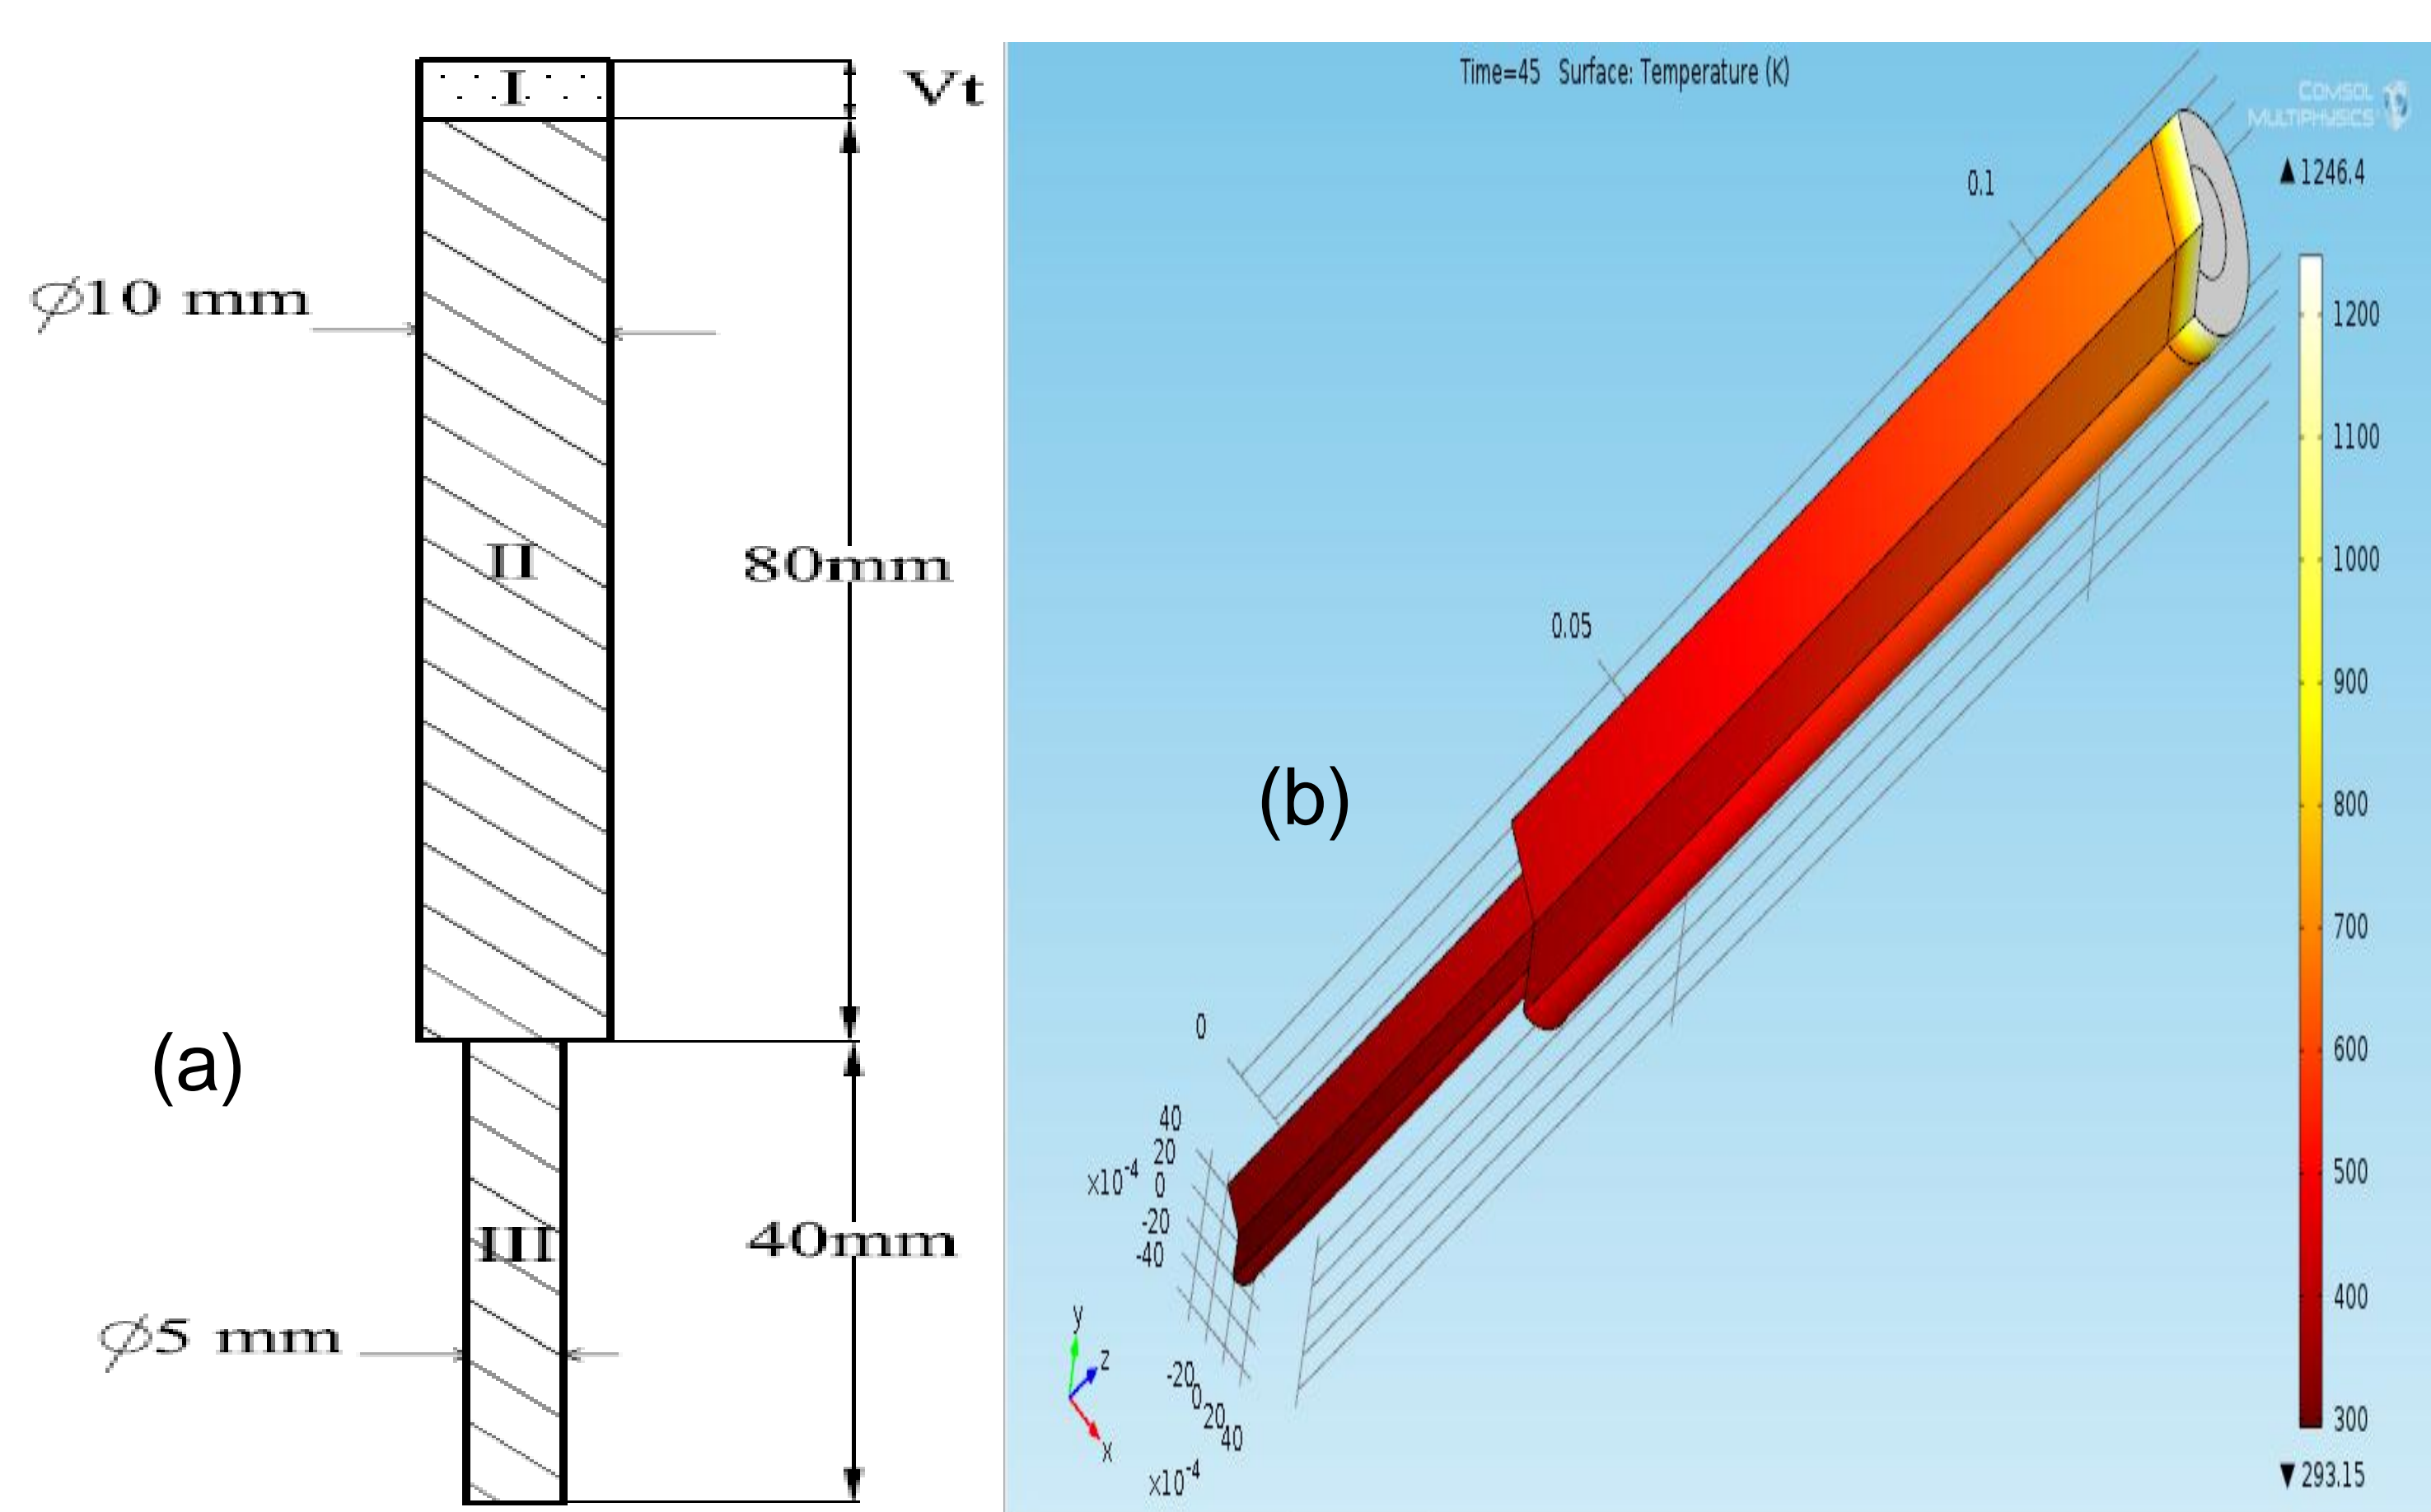 I
Vt
⌀10 mm
II
80mm
(a)
III
40mm
⌀5 mm
Time=45 Surface: Temperature (K)
COMSOL
MULTIPHYSICS
▲ 1246.4
1200
1100
1000
900
800
700
600
500
400
300
▼ 293.15
0.1
0.05
(b)
0
40
20
x10^-4 0
-20
-40
y
z
x
-20
0
20
40
x10^-4